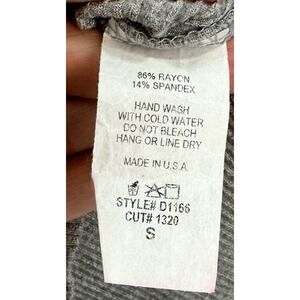 86% RAYON
14% SPANDEX
HAND WASH
WITH COLD WATER
DO NOT BLEACH
HANG OR LINE DRY
MADE IN U.S.A
STYLE# D1166
CUT# 1320
S